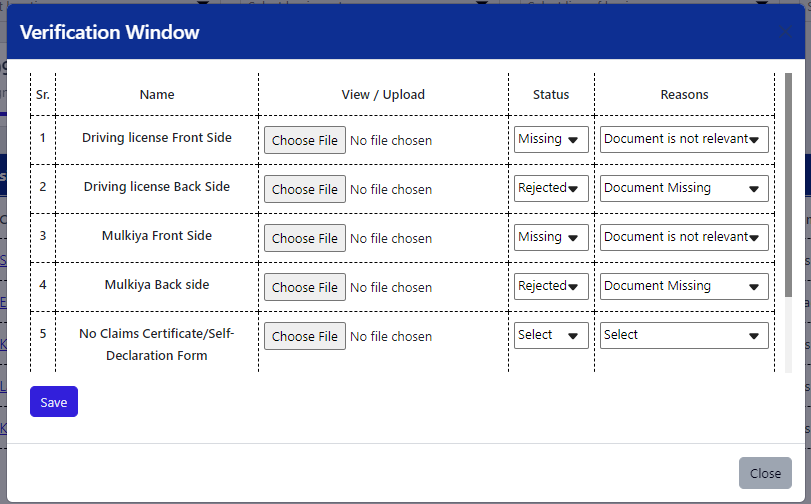 Verification Window
Sr. Name View / Upload Status Reasons
1 Driving license Front Side Choose File No file chosen Missing Document is not relevant
2 Driving license Back Side Choose File No file chosen Rejected Document Missing
3 Mulkiya Front Side Choose File No file chosen Missing Document is not relevant
4 Mulkiya Back side Choose File No file chosen Rejected Document Missing
5 No Claims Certificate/Self- Choose File No file chosen Select Select
Declaration Form
Save
Close